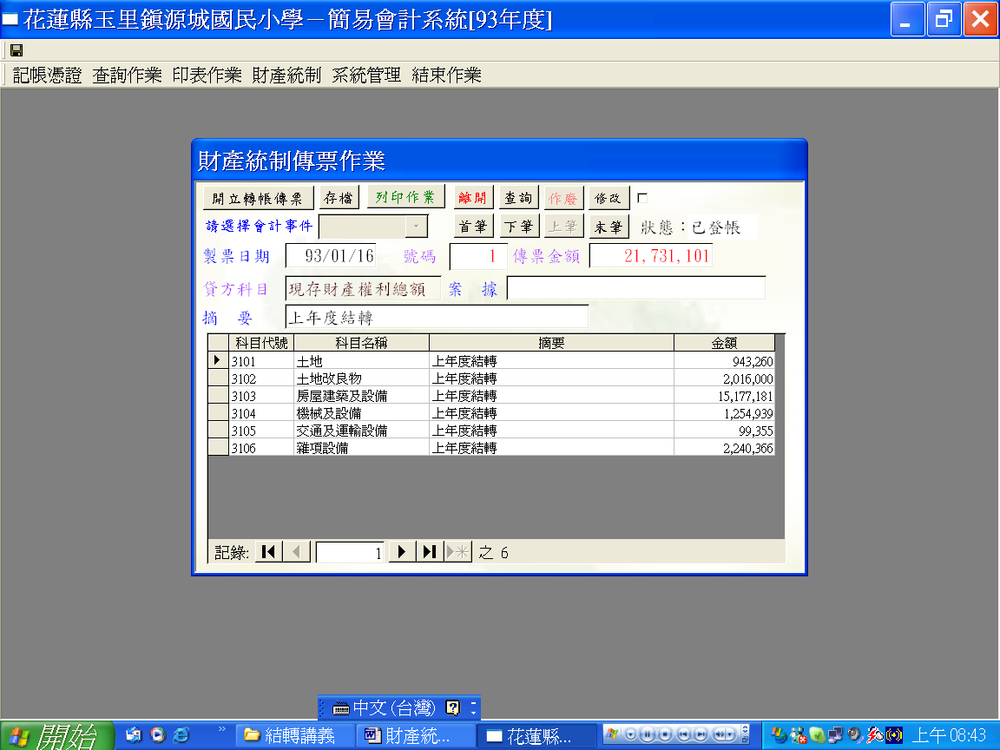 花蓮縣玉里鎮源城國民小學－簡易會計系統[93年度]
記帳憑證 查詢作業 印表作業 財產統制 系統管理 結束作業
財產統制傳票作業
開立轉帳傳票 存檔 列印作業 離開 查詢 作廢 修改
請選擇會計事件 首筆 下筆 上筆 末筆 狀態：已登帳
製票日期 93/01/16 號碼 1 傳票金額 21,731,101
貸方科目 現存財產權利總額 案 據
摘 要 上年度結轉
科目代號 科目名稱 摘要 金額
3101 土地 上年度結轉 943,260
3102 土地改良物 上年度結轉 2,016,000
3103 房屋建築及設備 上年度結轉 15,177,181
3104 機械及設備 上年度結轉 1,254,939
3105 交通及運輸設備 上年度結轉 99,355
3106 雜項設備 上年度結轉 2,240,366
記錄: 1 之 6
中文 (台灣)
開始 結轉講義 財產統... 花蓮縣... 上午 08:43